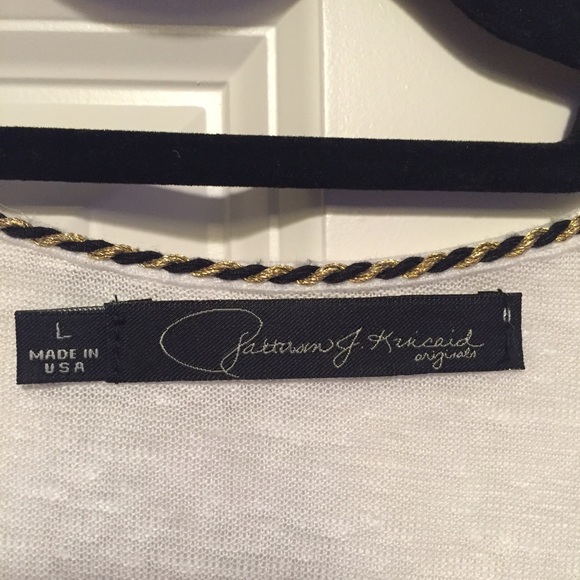 L
MADE IN
USA
Patterson J. Kincaid
originals